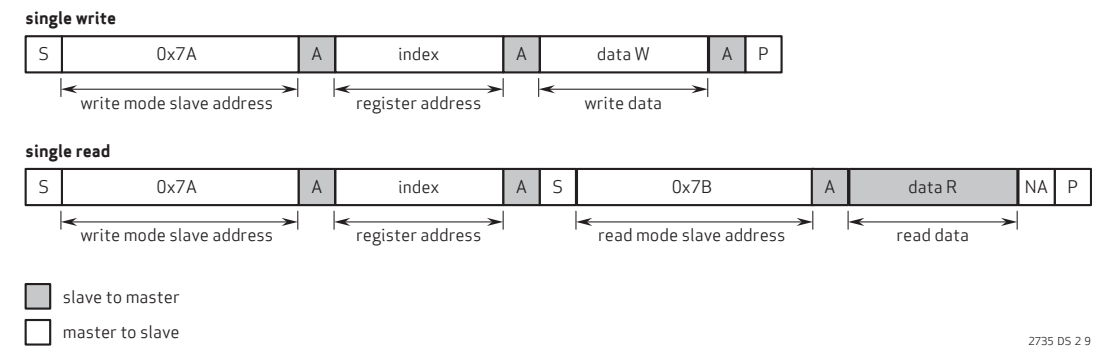 single write
S 0x7A A index A data W A P
write mode slave address register address write data
single read
S 0x7A A index A S 0x7B A data R NA P
write mode slave address register address read mode slave address read data
slave to master
master to slave
2735 DS 2 9